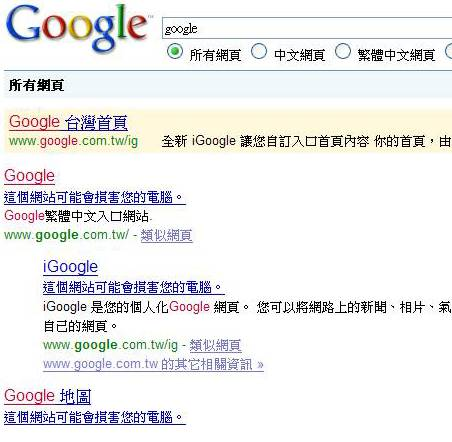 Google™
google
所有網頁 中文網頁 繁體中文網頁
所有網頁
Google 台灣首頁
www.google.com.tw/ig 全新 iGoogle 讓您自訂入口首頁內容 你的首頁，由
Google
這個網站可能會損害您的電腦。
Google繁體中文入口網站.
www.google.com.tw/ - 類似網頁
iGoogle
這個網站可能會損害您的電腦。
iGoogle 是您的個人化Google 網頁。 您可以將網路上的新聞、相片、氣
自己的網頁。
www.google.com.tw/ig - 類似網頁
www.google.com.tw 的其它相關資訊 »
Google 地圖
這個網站可能會損害您的電腦。